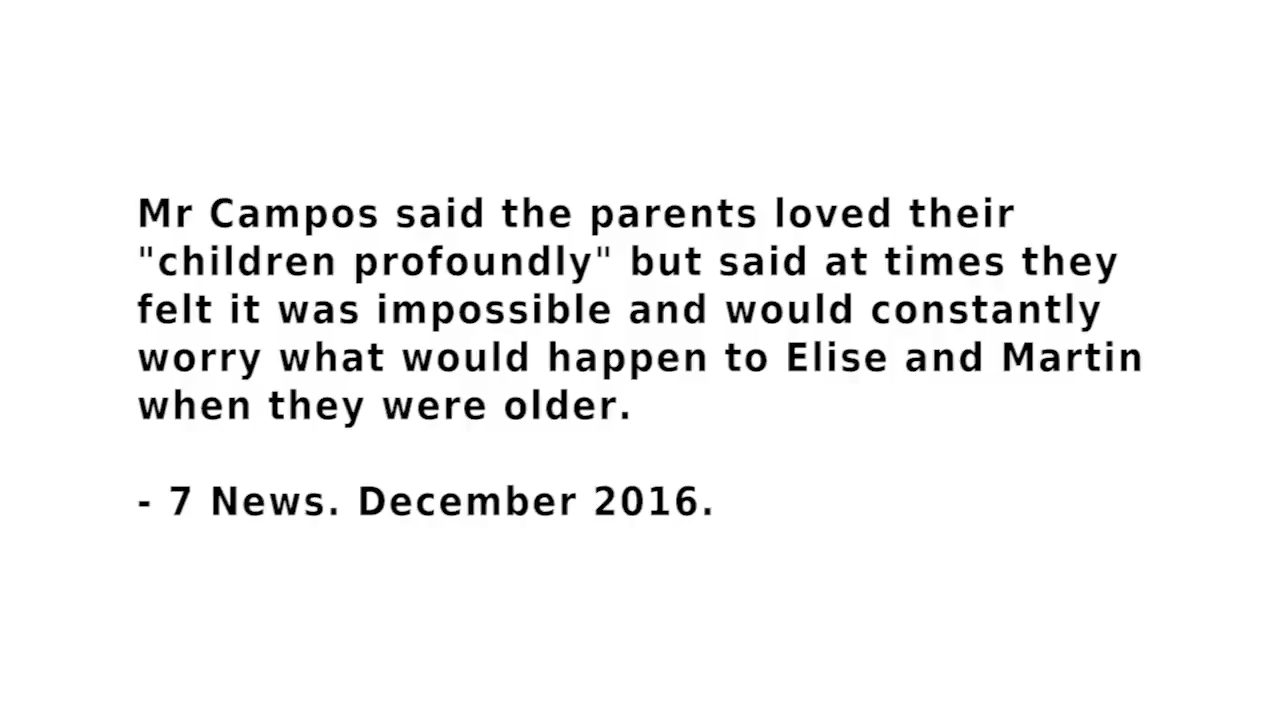 Mr Campos said the parents loved their
"children profoundly" but said at times they
felt it was impossible and would constantly
worry what would happen to Elise and Martin
when they were older.
- 7 News. December 2016.